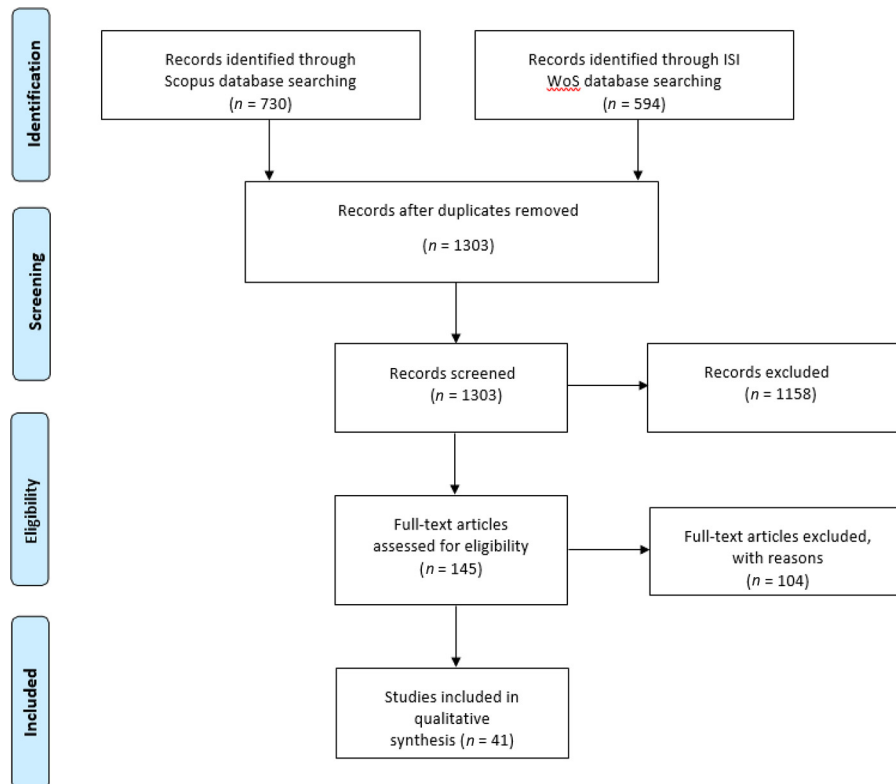 Identification
Records identified through
Scopus database searching
(n = 730)
Records identified through ISI
WoS database searching
(n = 594)
Screening
Records after duplicates removed
(n = 1303)
Records screened
(n = 1303)
Records excluded
(n = 1158)
Eligibility
Full-text articles
assessed for eligibility
(n = 145)
Full-text articles excluded,
with reasons
(n = 104)
Included
Studies included in
qualitative
synthesis (n = 41)